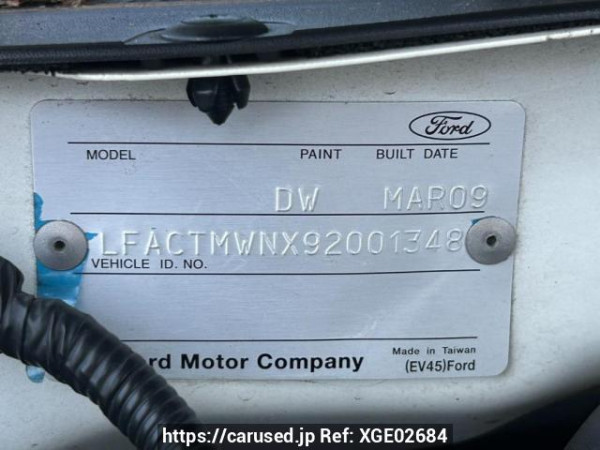 Ford
MODEL PAINT BUILT DATE
DW MAR09
LFACTMWNX92001348
VEHICLE ID. NO.
Motor Company
Made in Taiwan
(EV45)Ford
https://carused.jp Ref: XGE02684